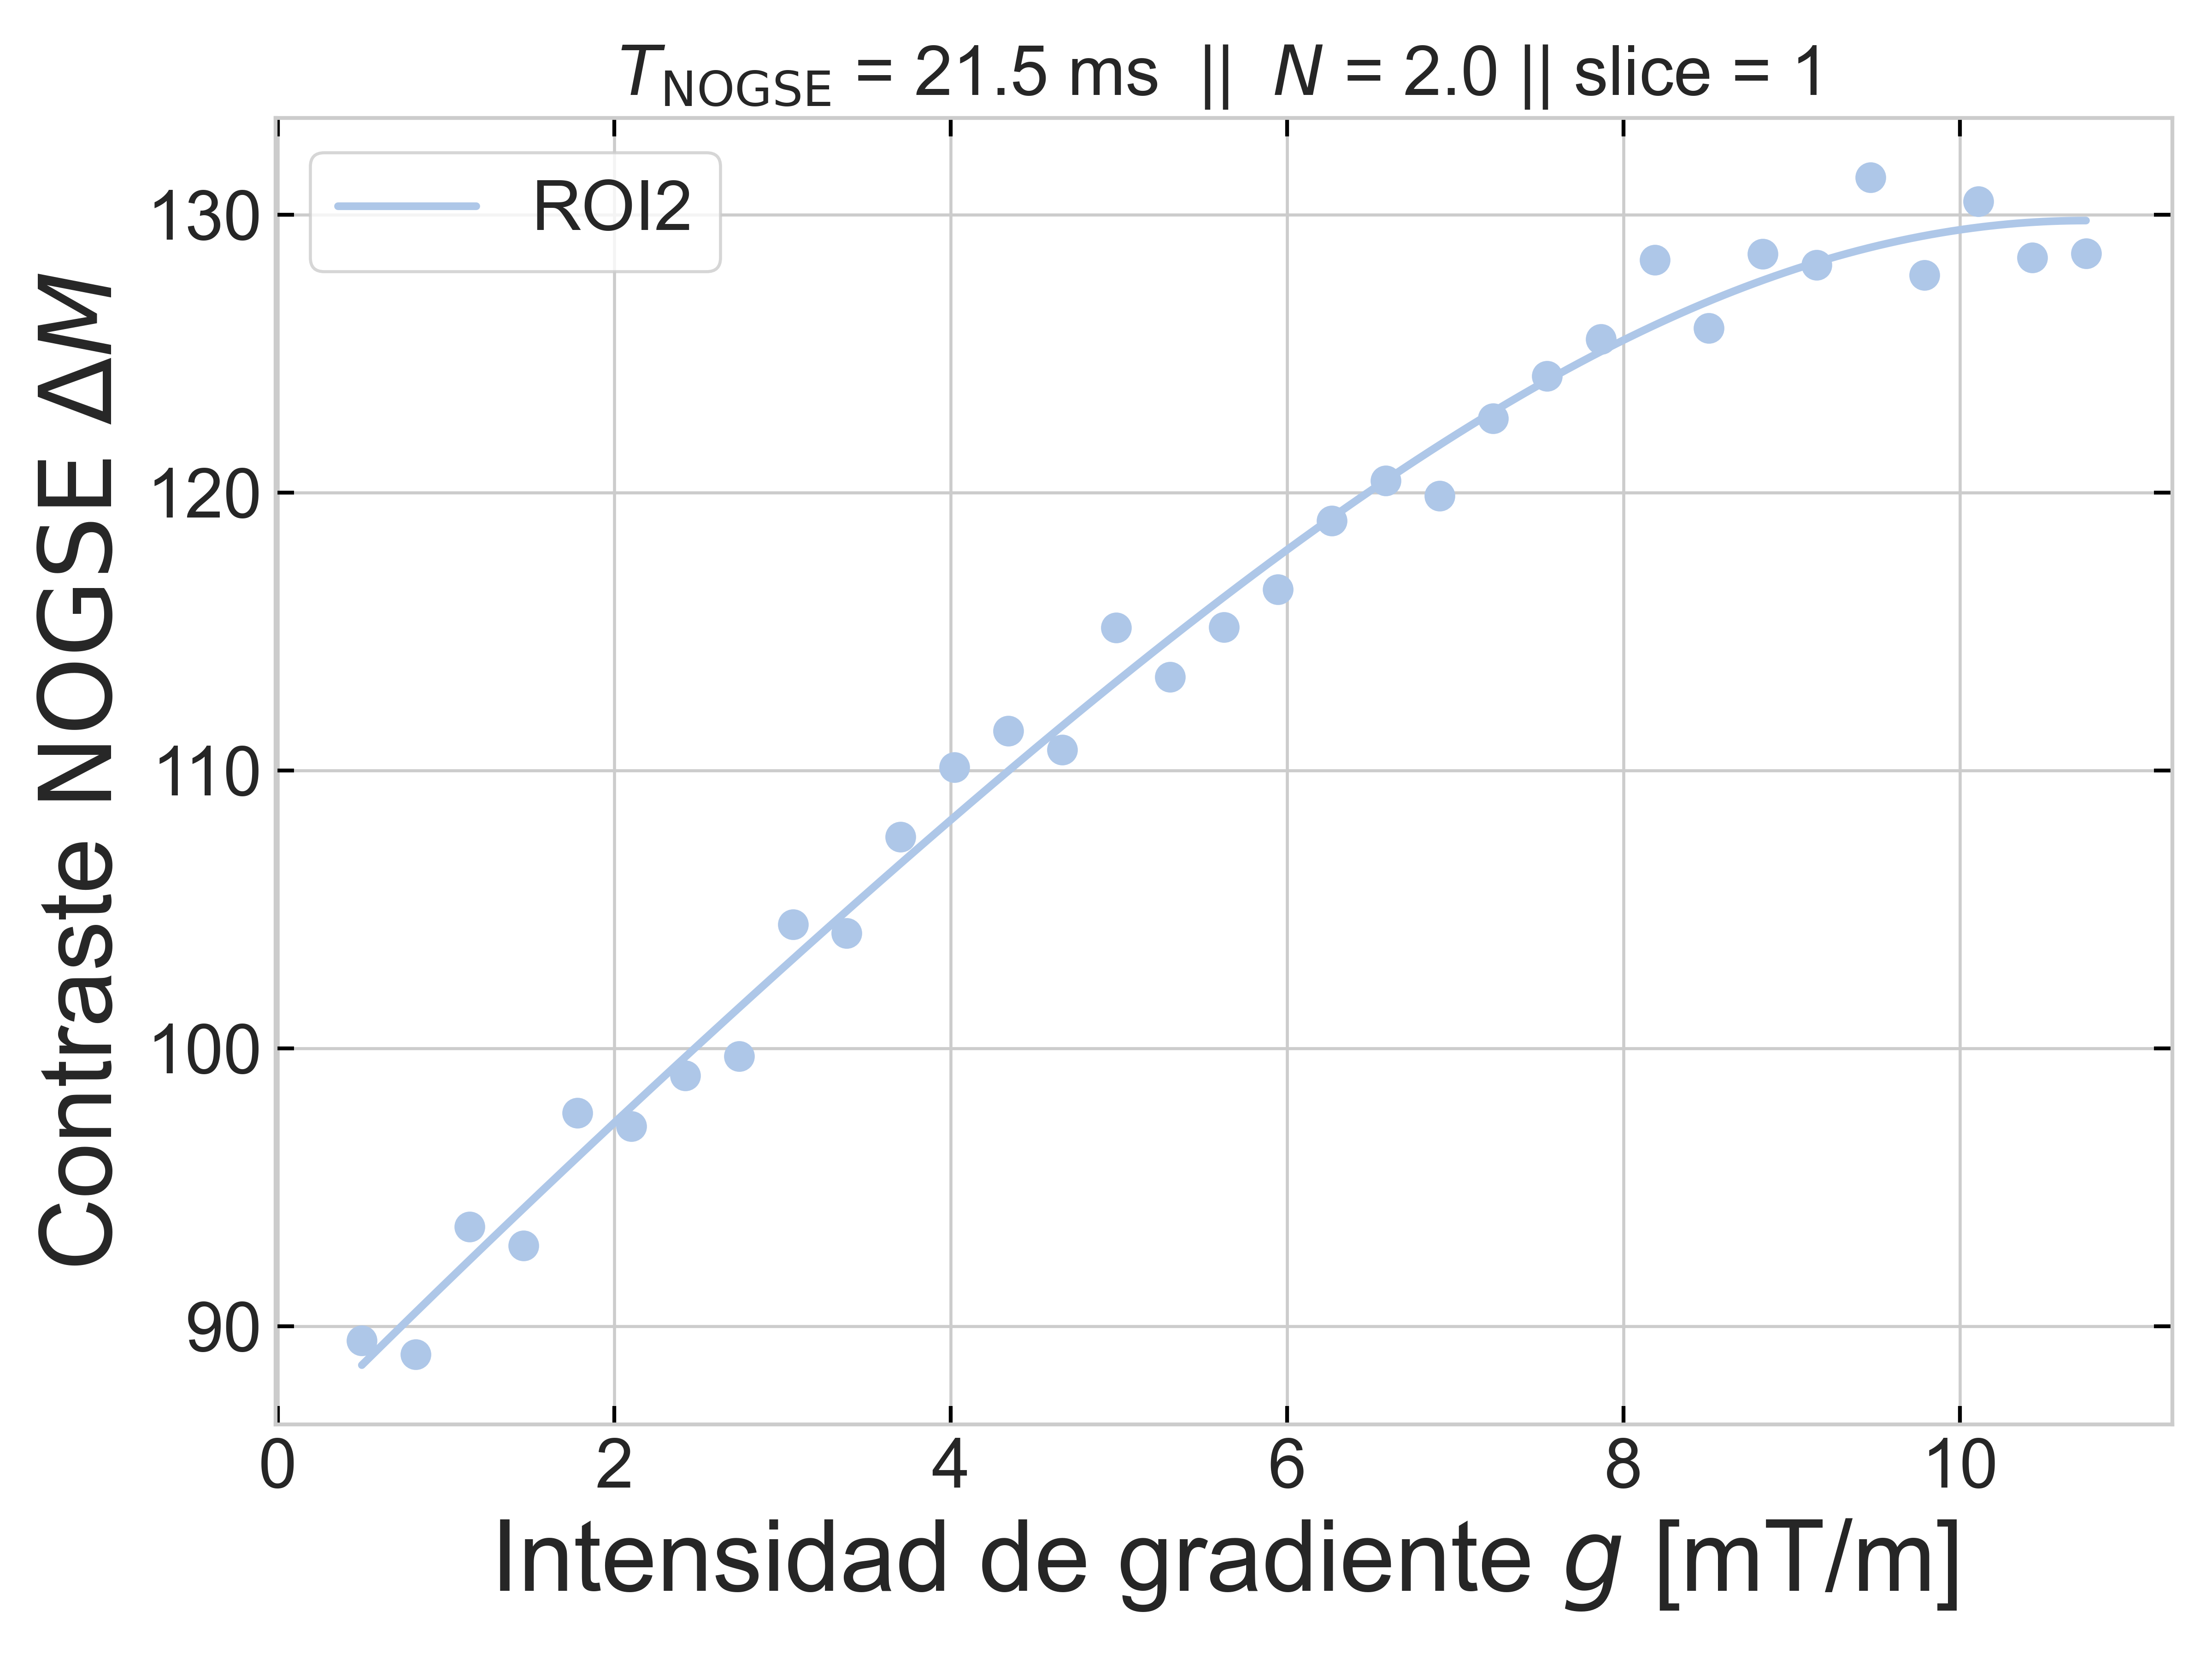 T_NOGSE = 21.5 ms || N = 2.0 || slice = 1
ROI2
Contraste NOGSE ΔM
130
120
110
100
90
0 2 4 6 8 10
Intensidad de gradiente g [mT/m]